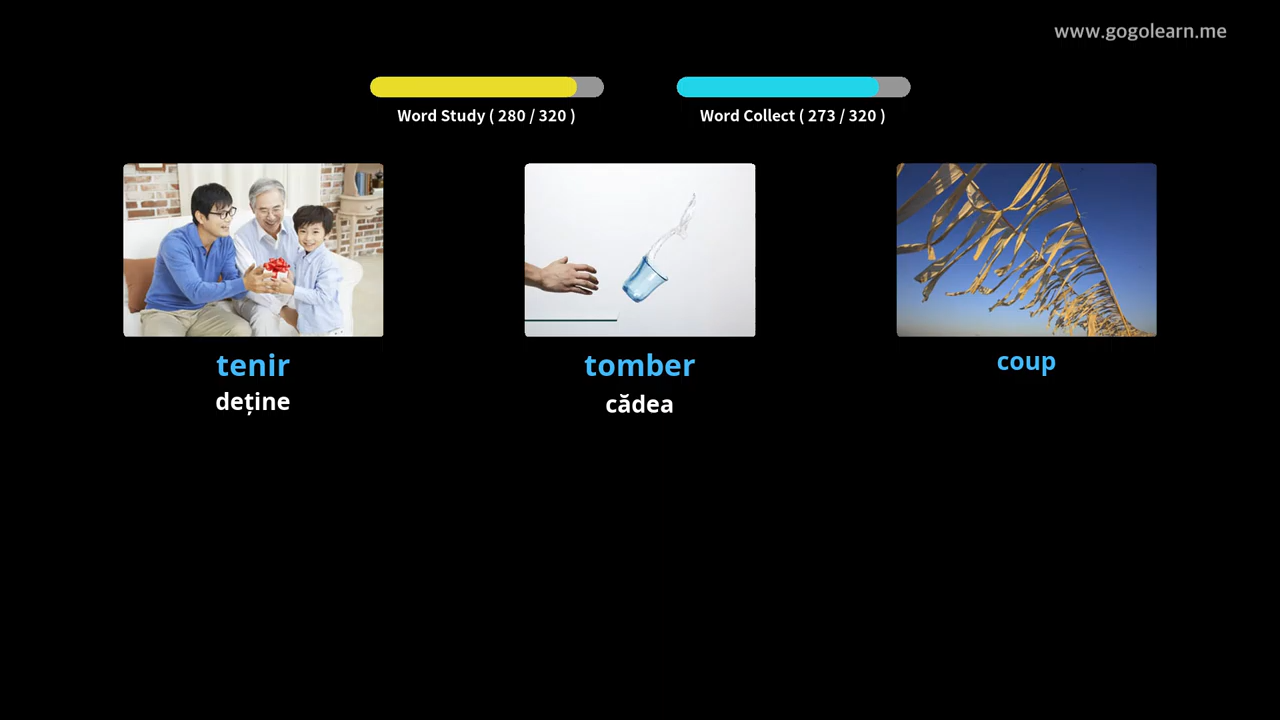 www.gogolearn.me
Word Study ( 280 / 320 )
Word Collect ( 273 / 320 )
tenir
deține
tomber
cădea
coup